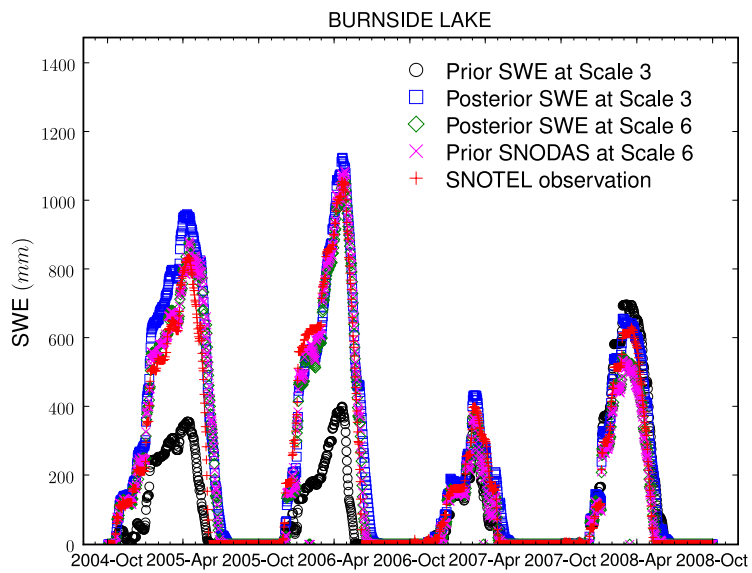 BURNSIDE LAKE
Prior SWE at Scale 3
Posterior SWE at Scale 3
Posterior SWE at Scale 6
Prior SNODAS at Scale 6
SNOTEL observation
SWE (mm)
1400
1200
1000
800
600
400
200
0
2004-Oct 2005-Apr 2005-Oct 2006-Apr 2006-Oct 2007-Apr 2007-Oct 2008-Apr 2008-Oct